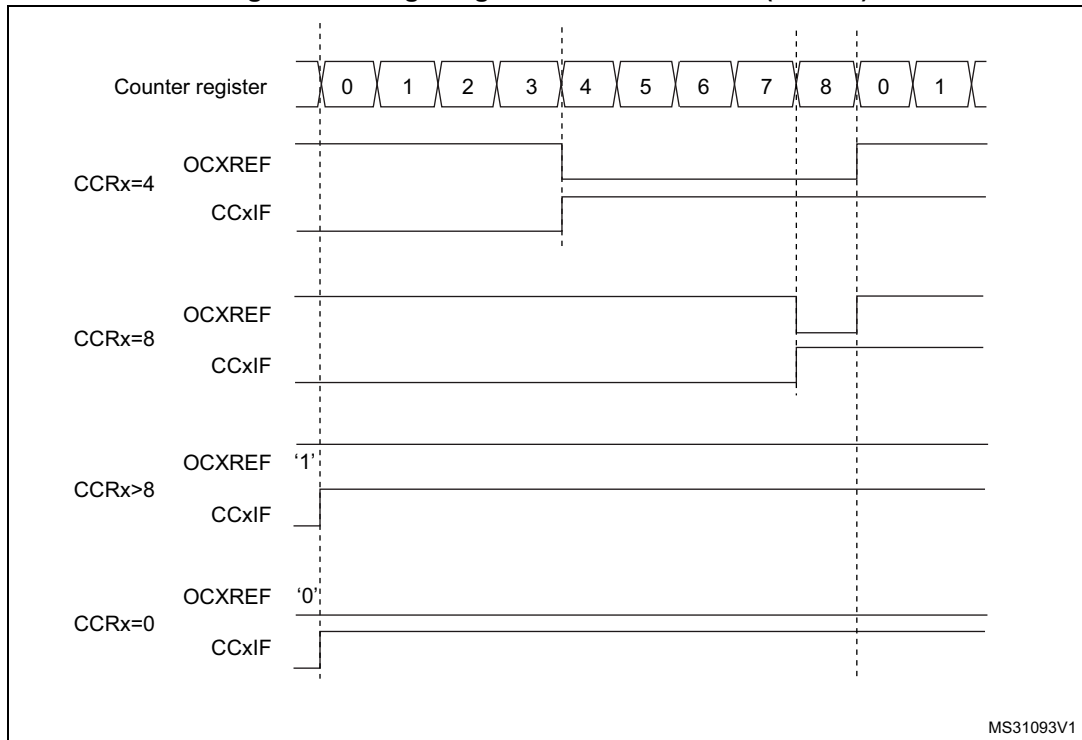 Counter register 0 1 2 3 4 5 6 7 8 0 1
OCXREF
CCRx=4
CCxIF
OCXREF
CCRx=8
CCxIF
OCXREF ‘1’
CCRx>8
CCxIF
OCXREF ‘0’
CCRx=0
CCxIF
MS31093V1